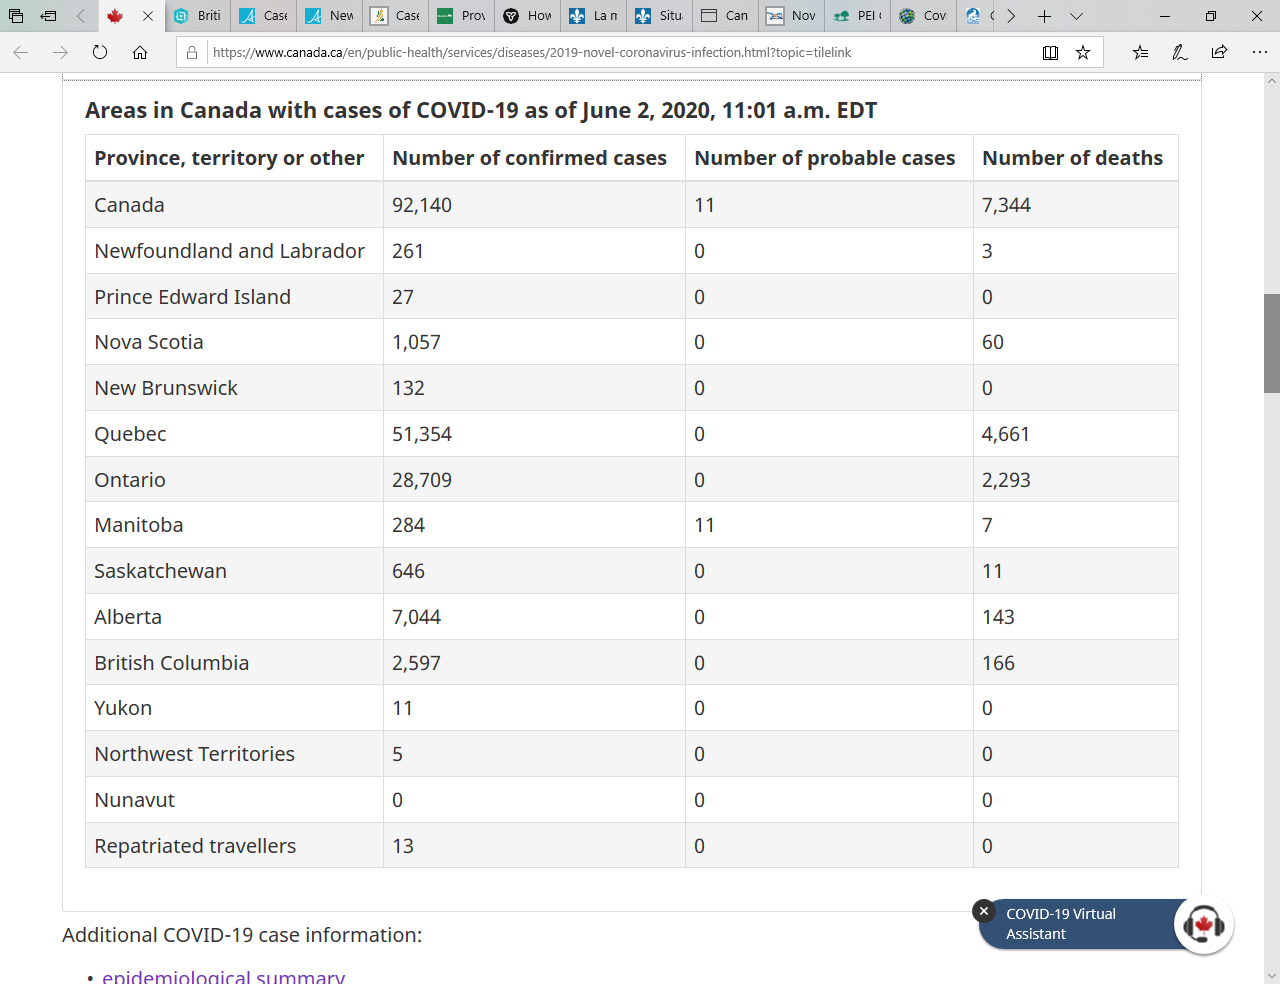 Briti Case New Case Prov How La m Situ Can Nov PEI Cov
https://www.canada.ca/en/public-health/services/diseases/2019-novel-coronavirus-infection.html?topic=tilelink
Areas in Canada with cases of COVID-19 as of June 2, 2020, 11:01 a.m. EDT
Province, territory or other Number of confirmed cases Number of probable cases Number of deaths
Canada 92,140 11 7,344
Newfoundland and Labrador 261 0 3
Prince Edward Island 27 0 0
Nova Scotia 1,057 0 60
New Brunswick 132 0 0
Quebec 51,354 0 4,661
Ontario 28,709 0 2,293
Manitoba 284 11 7
Saskatchewan 646 0 11
Alberta 7,044 0 143
British Columbia 2,597 0 166
Yukon 11 0 0
Northwest Territories 5 0 0
Nunavut 0 0 0
Repatriated travellers 13 0 0
COVID-19 Virtual
Assistant
Additional COVID-19 case information:
• epidemiological summary